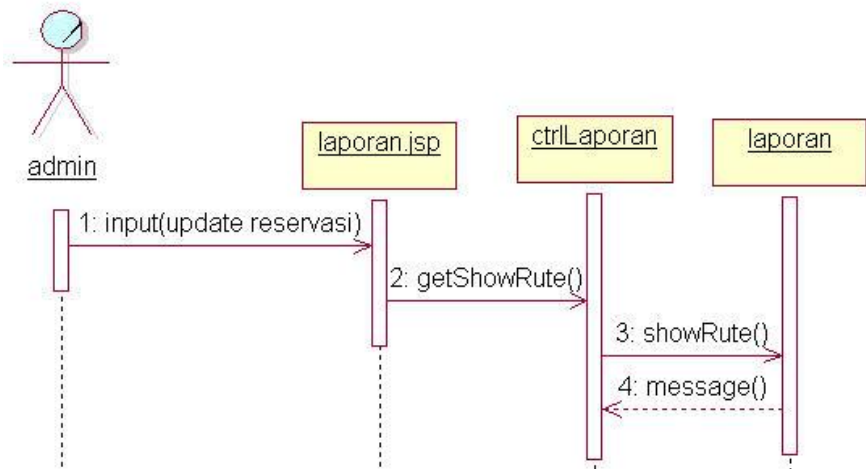 admin
laporan.jsp
ctrlLaporan
laporan
1: input(update reservasi)
2: getShowRute()
3: showRute()
4: message()